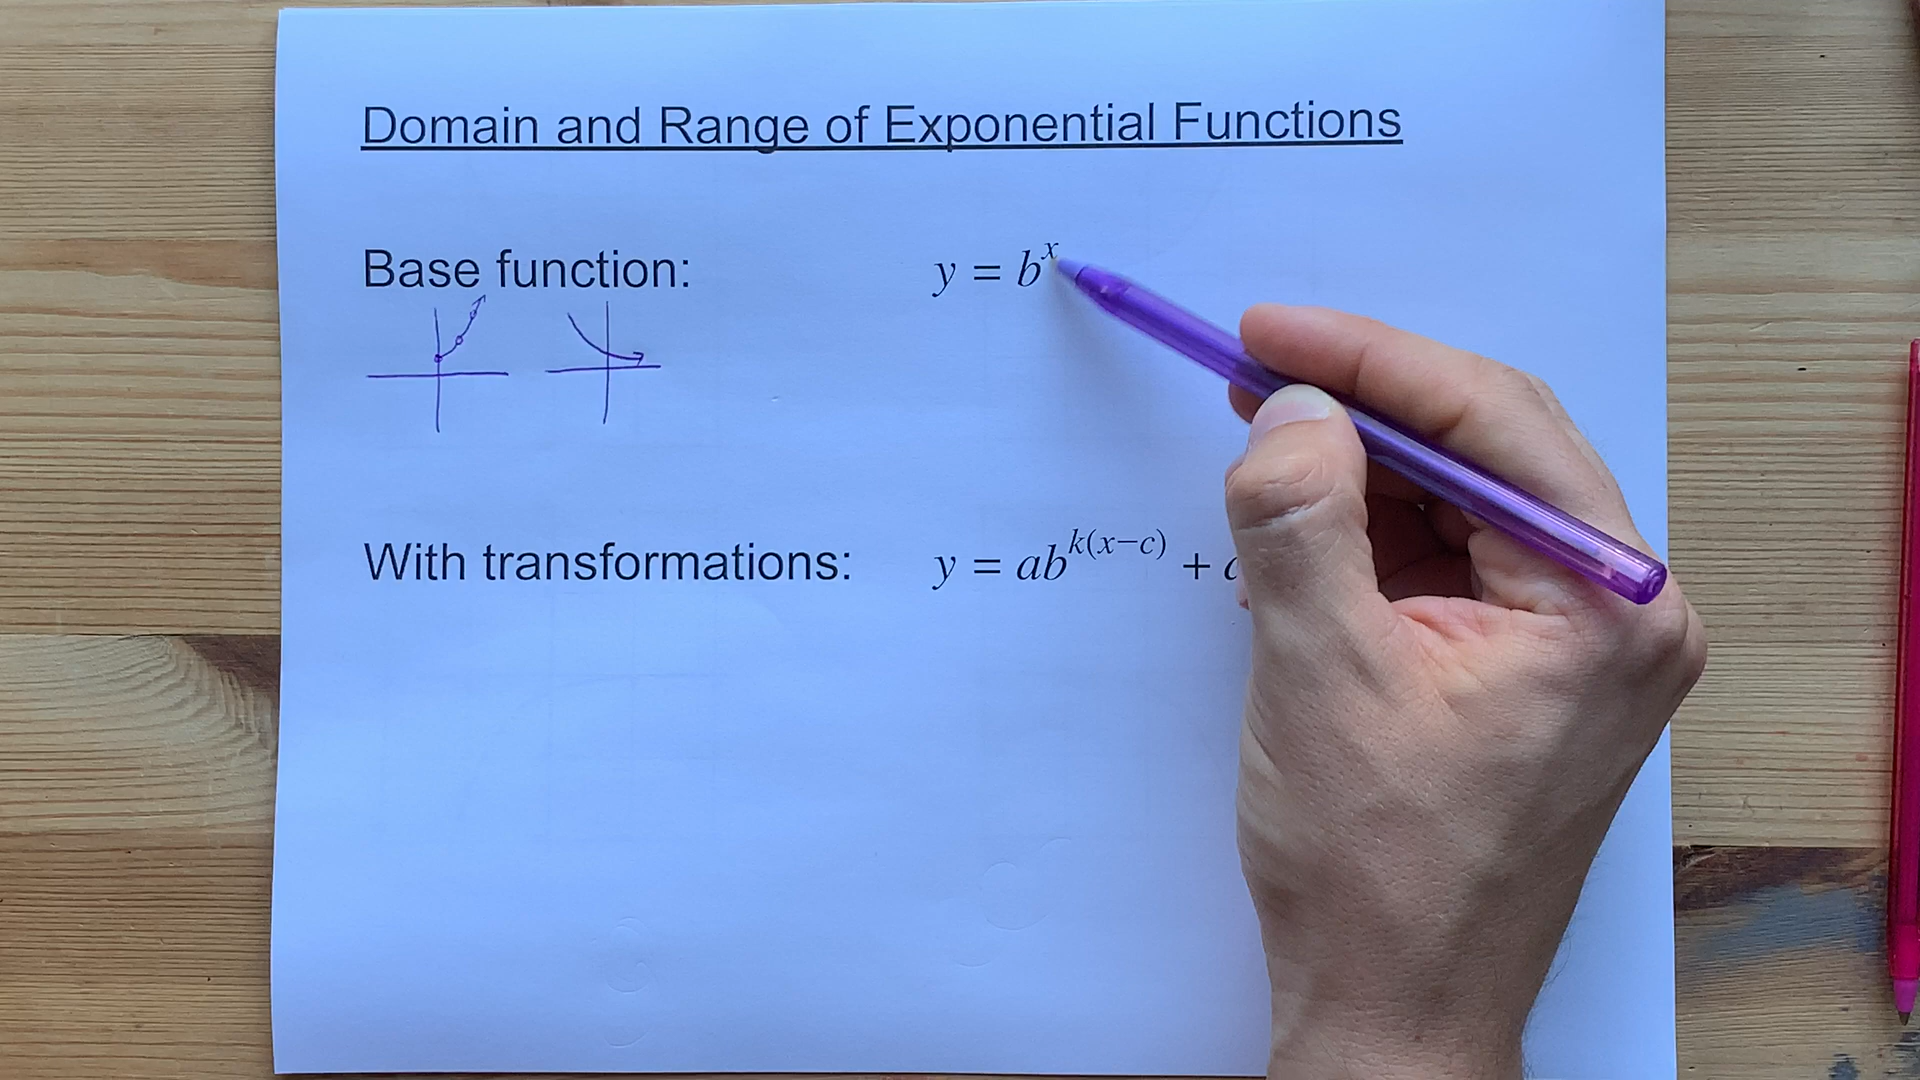 Domain and Range of Exponential Functions
Base function: y = b^x
With transformations: y = ab^{k(x−c)} +